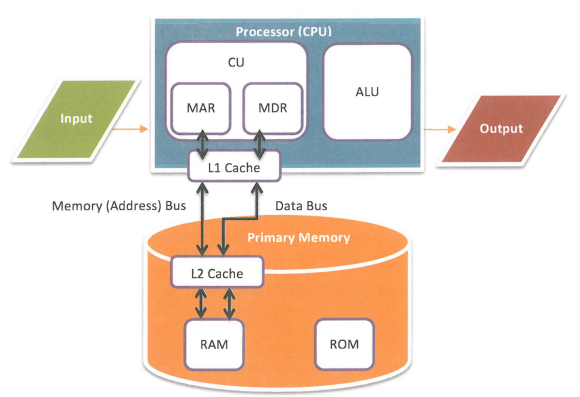 Processor (CPU)
CU
MAR
MDR
ALU
Input
Output
L1 Cache
Memory (Address) Bus
Data Bus
Primary Memory
L2 Cache
RAM
ROM